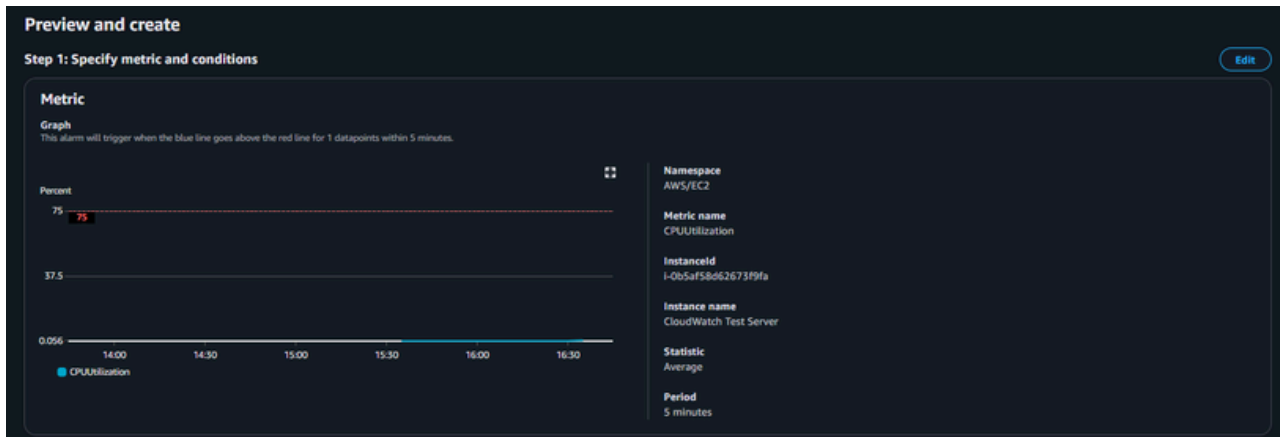 Preview and create
Step 1: Specify metric and conditions
Edit
Metric
Graph
This alarm will trigger when the blue line goes above the red line for 1 datapoints within 5 minutes.
Percent
75
75
37.5
0.056
14:00 14:30 15:00 15:30 16:00 16:30
CPUUtilization
Namespace
AWS/EC2
Metric name
CPUUtilization
InstanceId
i-0b5af58d62673f9fa
Instance name
CloudWatch Test Server
Statistic
Average
Period
5 minutes